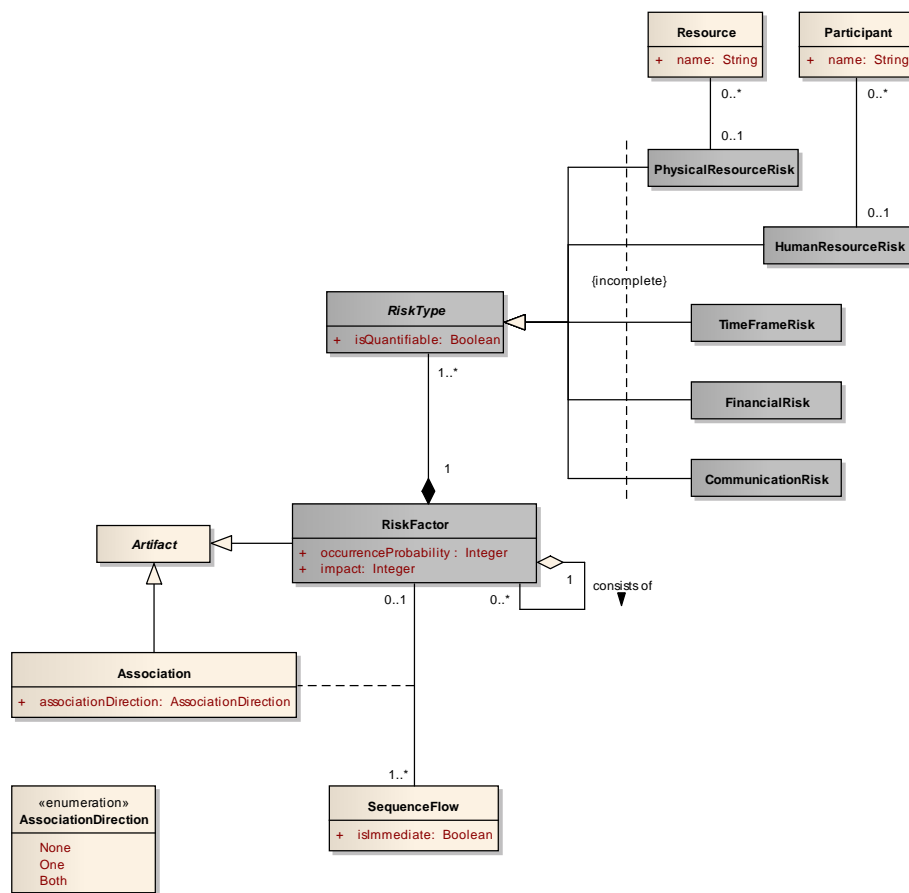 Resource
+ name: String
Participant
+ name: String
0..*
0..*
0..1
PhysicalResourceRisk
0..1
HumanResourceRisk
{incomplete}
RiskType
+ isQuantifiable: Boolean
TimeFrameRisk
1..*
FinancialRisk
1
CommunicationRisk
RiskFactor
+ occurrenceProbability : Integer
+ impact: Integer
Artifact
1
consists of
0..1
0..*
Association
+ associationDirection: AssociationDirection
1..*
«enumeration»
AssociationDirection
None
One
Both
SequenceFlow
+ isImmediate: Boolean